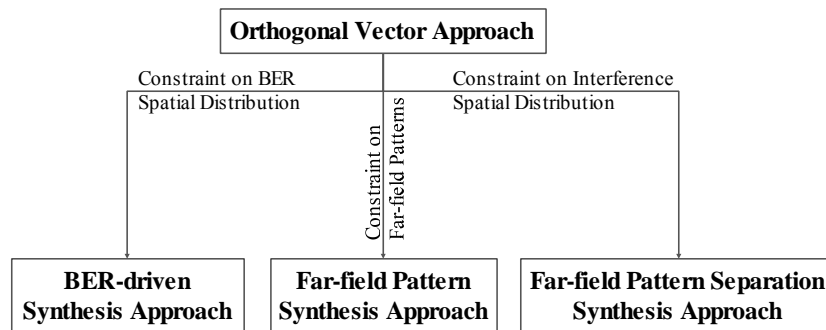 Orthogonal Vector Approach
Constraint on BER
Spatial Distribution
Constraint on
Far-field Patterns
Constraint on Interference
Spatial Distribution
BER-driven
Synthesis Approach
Far-field Pattern
Synthesis Approach
Far-field Pattern Separation
Synthesis Approach